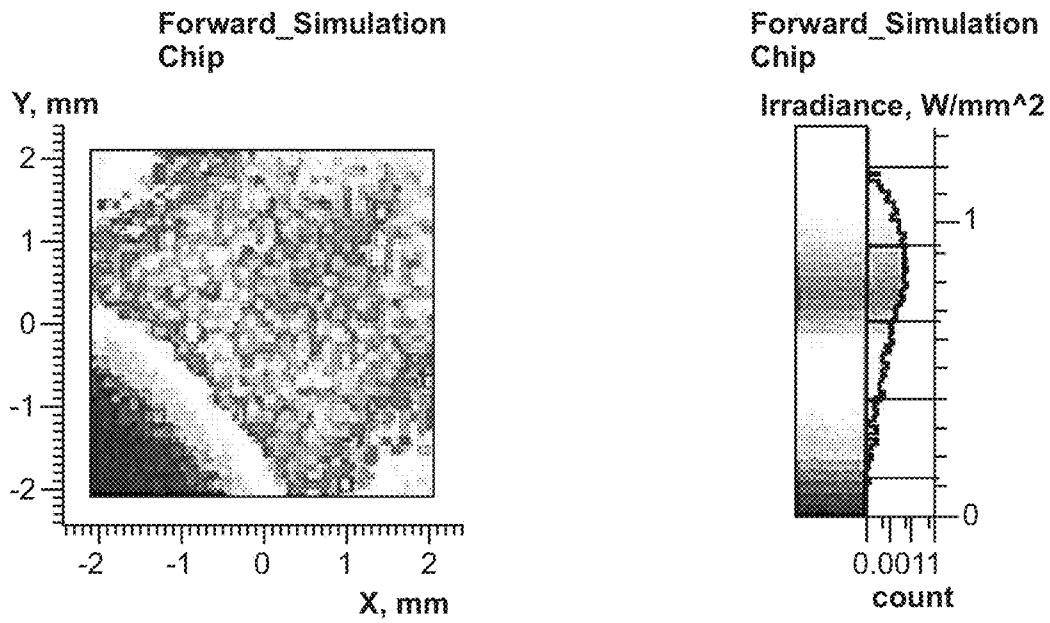 Forward_Simulation
Chip
Y, mm
2
1
0
-1
-2
-2 -1 0 1 2
X, mm
Forward_Simulation
Chip
Irradiance, W/mm^2
1
0
0.0011
count